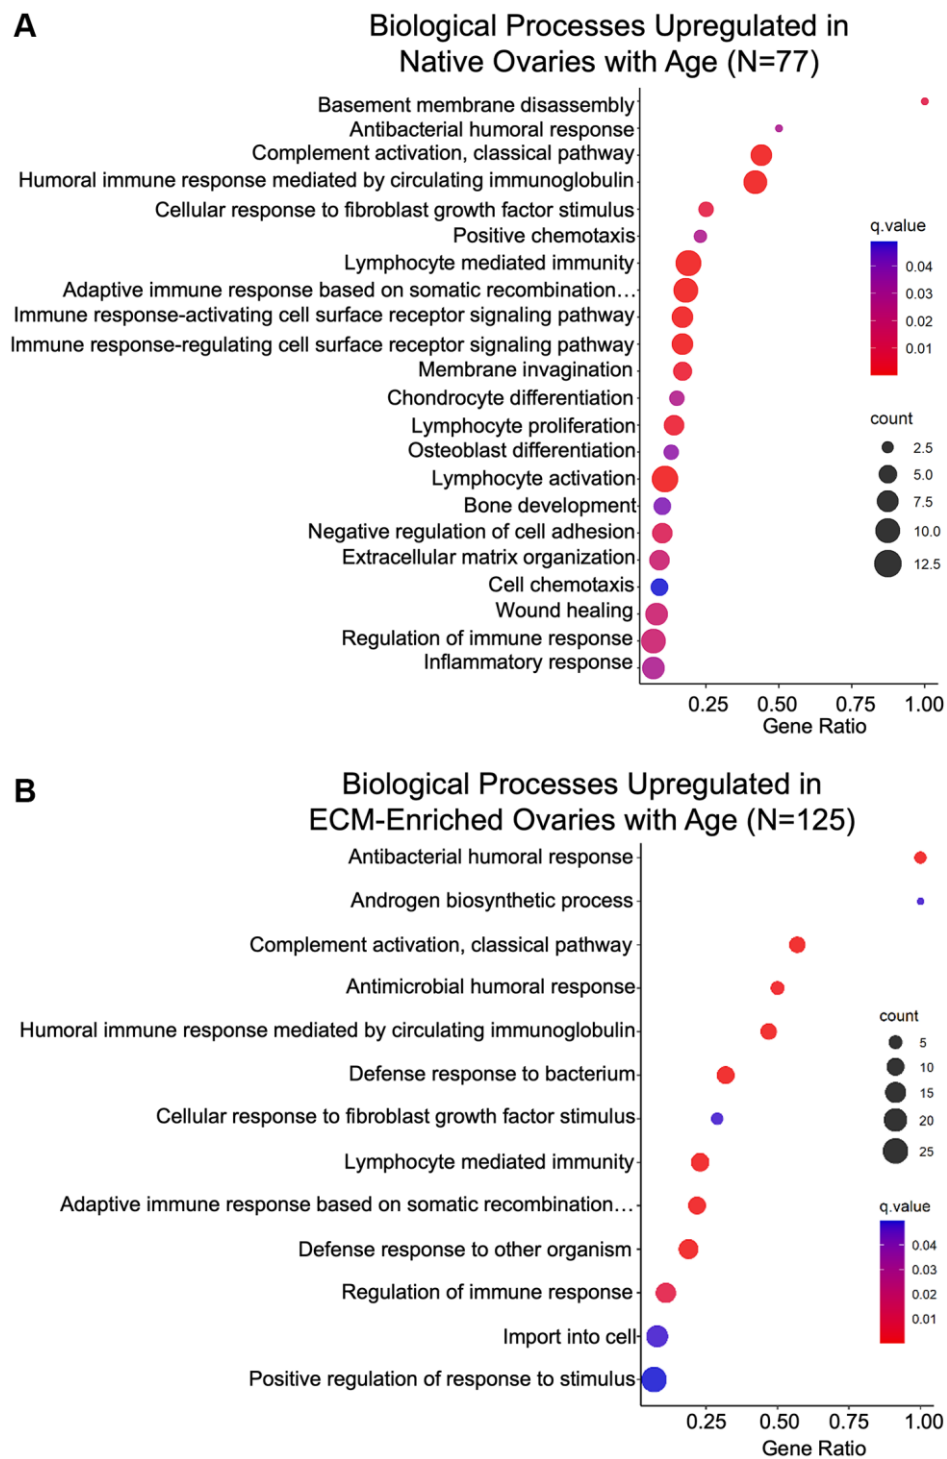 A
Biological Processes Upregulated in
Native Ovaries with Age (N=77)
Basement membrane disassembly
Antibacterial humoral response
Complement activation, classical pathway
Humoral immune response mediated by circulating immunoglobulin
Cellular response to fibroblast growth factor stimulus
Positive chemotaxis
Lymphocyte mediated immunity
Adaptive immune response based on somatic recombination...
Immune response-activating cell surface receptor signaling pathway
Immune response-regulating cell surface receptor signaling pathway
Membrane invagination
Chondrocyte differentiation
Lymphocyte proliferation
Osteoblast differentiation
Lymphocyte activation
Bone development
Negative regulation of cell adhesion
Extracellular matrix organization
Cell chemotaxis
Wound healing
Regulation of immune response
Inflammatory response
q.value
0.04
0.03
0.02
0.01
count
2.5
5.0
7.5
10.0
12.5
0.25 0.50 0.75 1.00
Gene Ratio
B
Biological Processes Upregulated in
ECM-Enriched Ovaries with Age (N=125)
Antibacterial humoral response
Androgen biosynthetic process
Complement activation, classical pathway
Antimicrobial humoral response
Humoral immune response mediated by circulating immunoglobulin
Defense response to bacterium
Cellular response to fibroblast growth factor stimulus
Lymphocyte mediated immunity
Adaptive immune response based on somatic recombination...
Defense response to other organism
Regulation of immune response
Import into cell
Positive regulation of response to stimulus
count
5
10
15
20
25
q.value
0.04
0.03
0.02
0.01
0.25 0.50 0.75 1.00
Gene Ratio